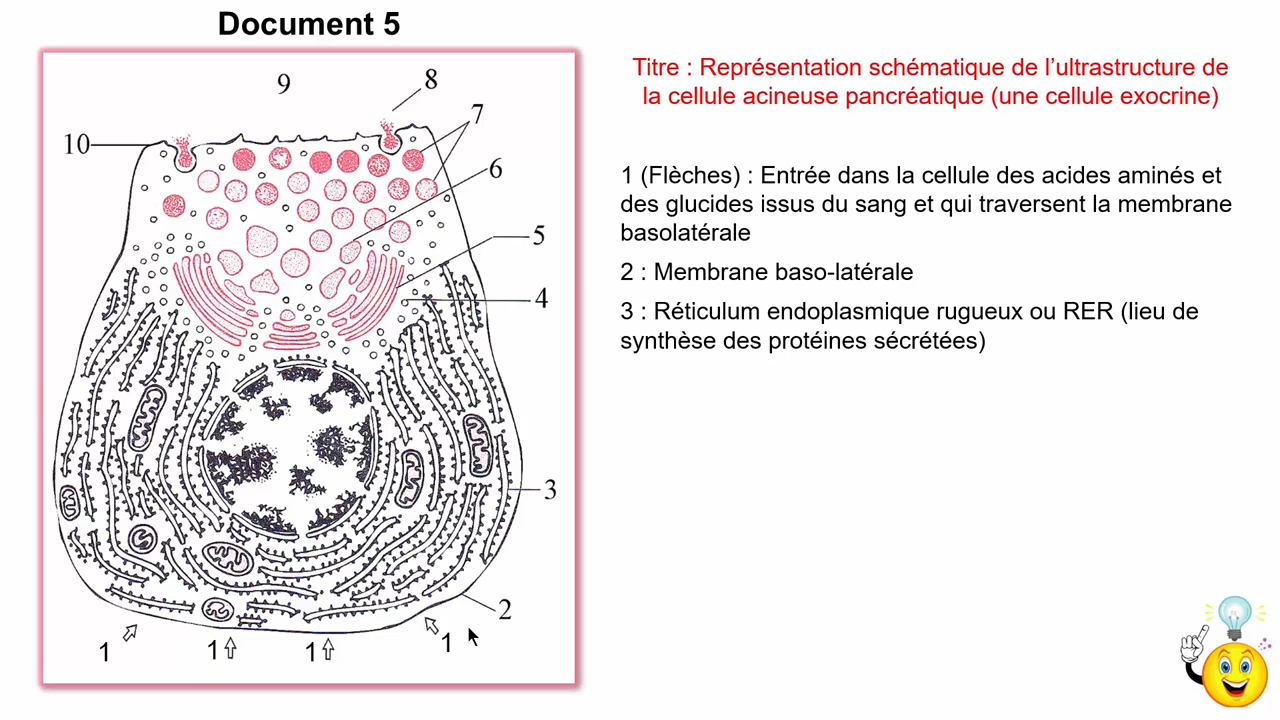 Document 5
9
8
7
10
6
5
4
3
2
1
1
1
1
Titre : Représentation schématique de l’ultrastructure de
la cellule acineuse pancréatique (une cellule exocrine)
1 (Flèches) : Entrée dans la cellule des acides aminés et
des glucides issus du sang et qui traversent la membrane
basolatérale
2 : Membrane baso-latérale
3 : Réticulum endoplasmique rugueux ou RER (lieu de
synthèse des protéines sécrétées)